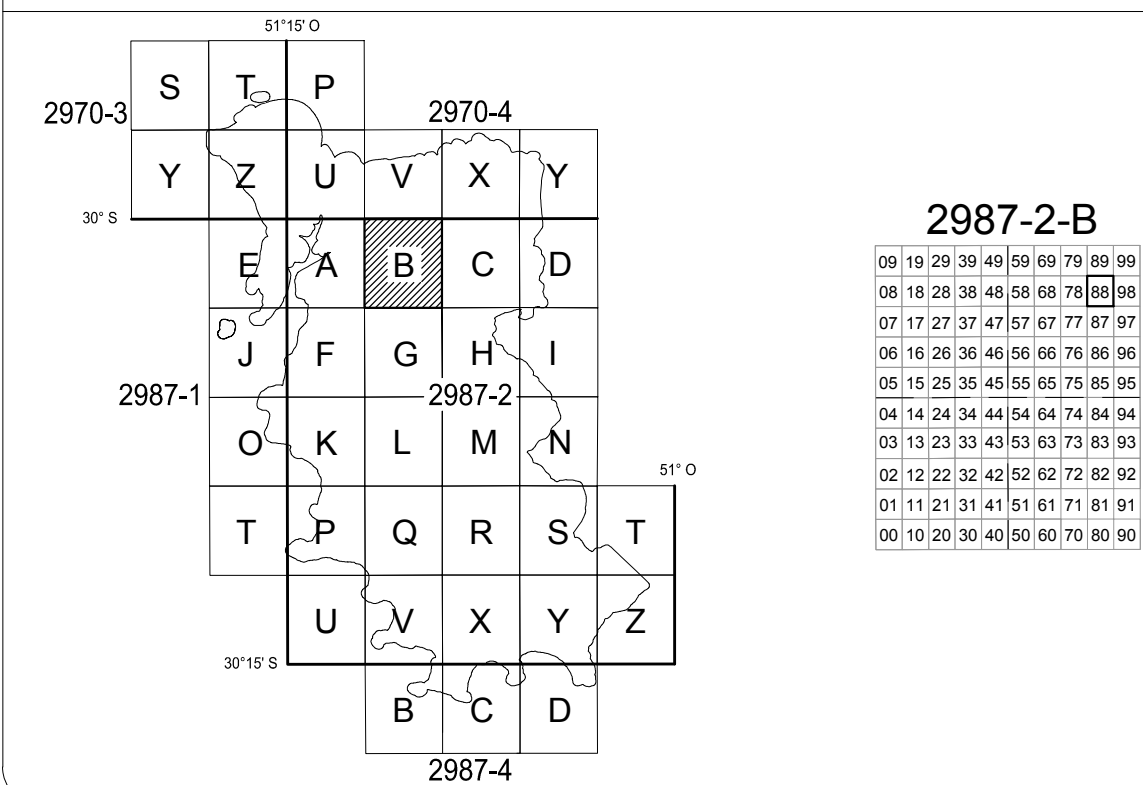 51°15' O
S T P
2970-3 2970-4
Y Z U V X Y
30° S
E A B C D
J F G H I
2987-1 2987-2
O K L M N
51° O
T P Q R S T
U V X Y Z
30°15' S
B C D
2987-4
2987-2-B
09 19 29 39 49 59 69 79 89 99
08 18 28 38 48 58 68 78 88 98
07 17 27 37 47 57 67 77 87 97
06 16 26 36 46 56 66 76 86 96
05 15 25 35 45 55 65 75 85 95
04 14 24 34 44 54 64 74 84 94
03 13 23 33 43 53 63 73 83 93
02 12 22 32 42 52 62 72 82 92
01 11 21 31 41 51 61 71 81 91
00 10 20 30 40 50 60 70 80 90